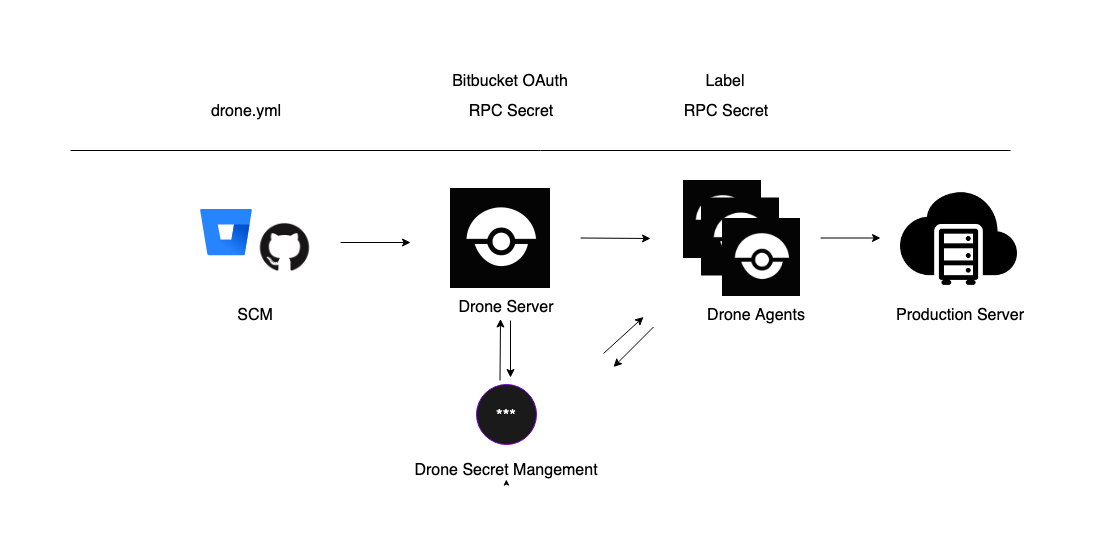 Bitbucket OAuth
Label
drone.yml
RPC Secret
RPC Secret
SCM
Drone Server
Drone Agents
Production Server
***
Drone Secret Mangement